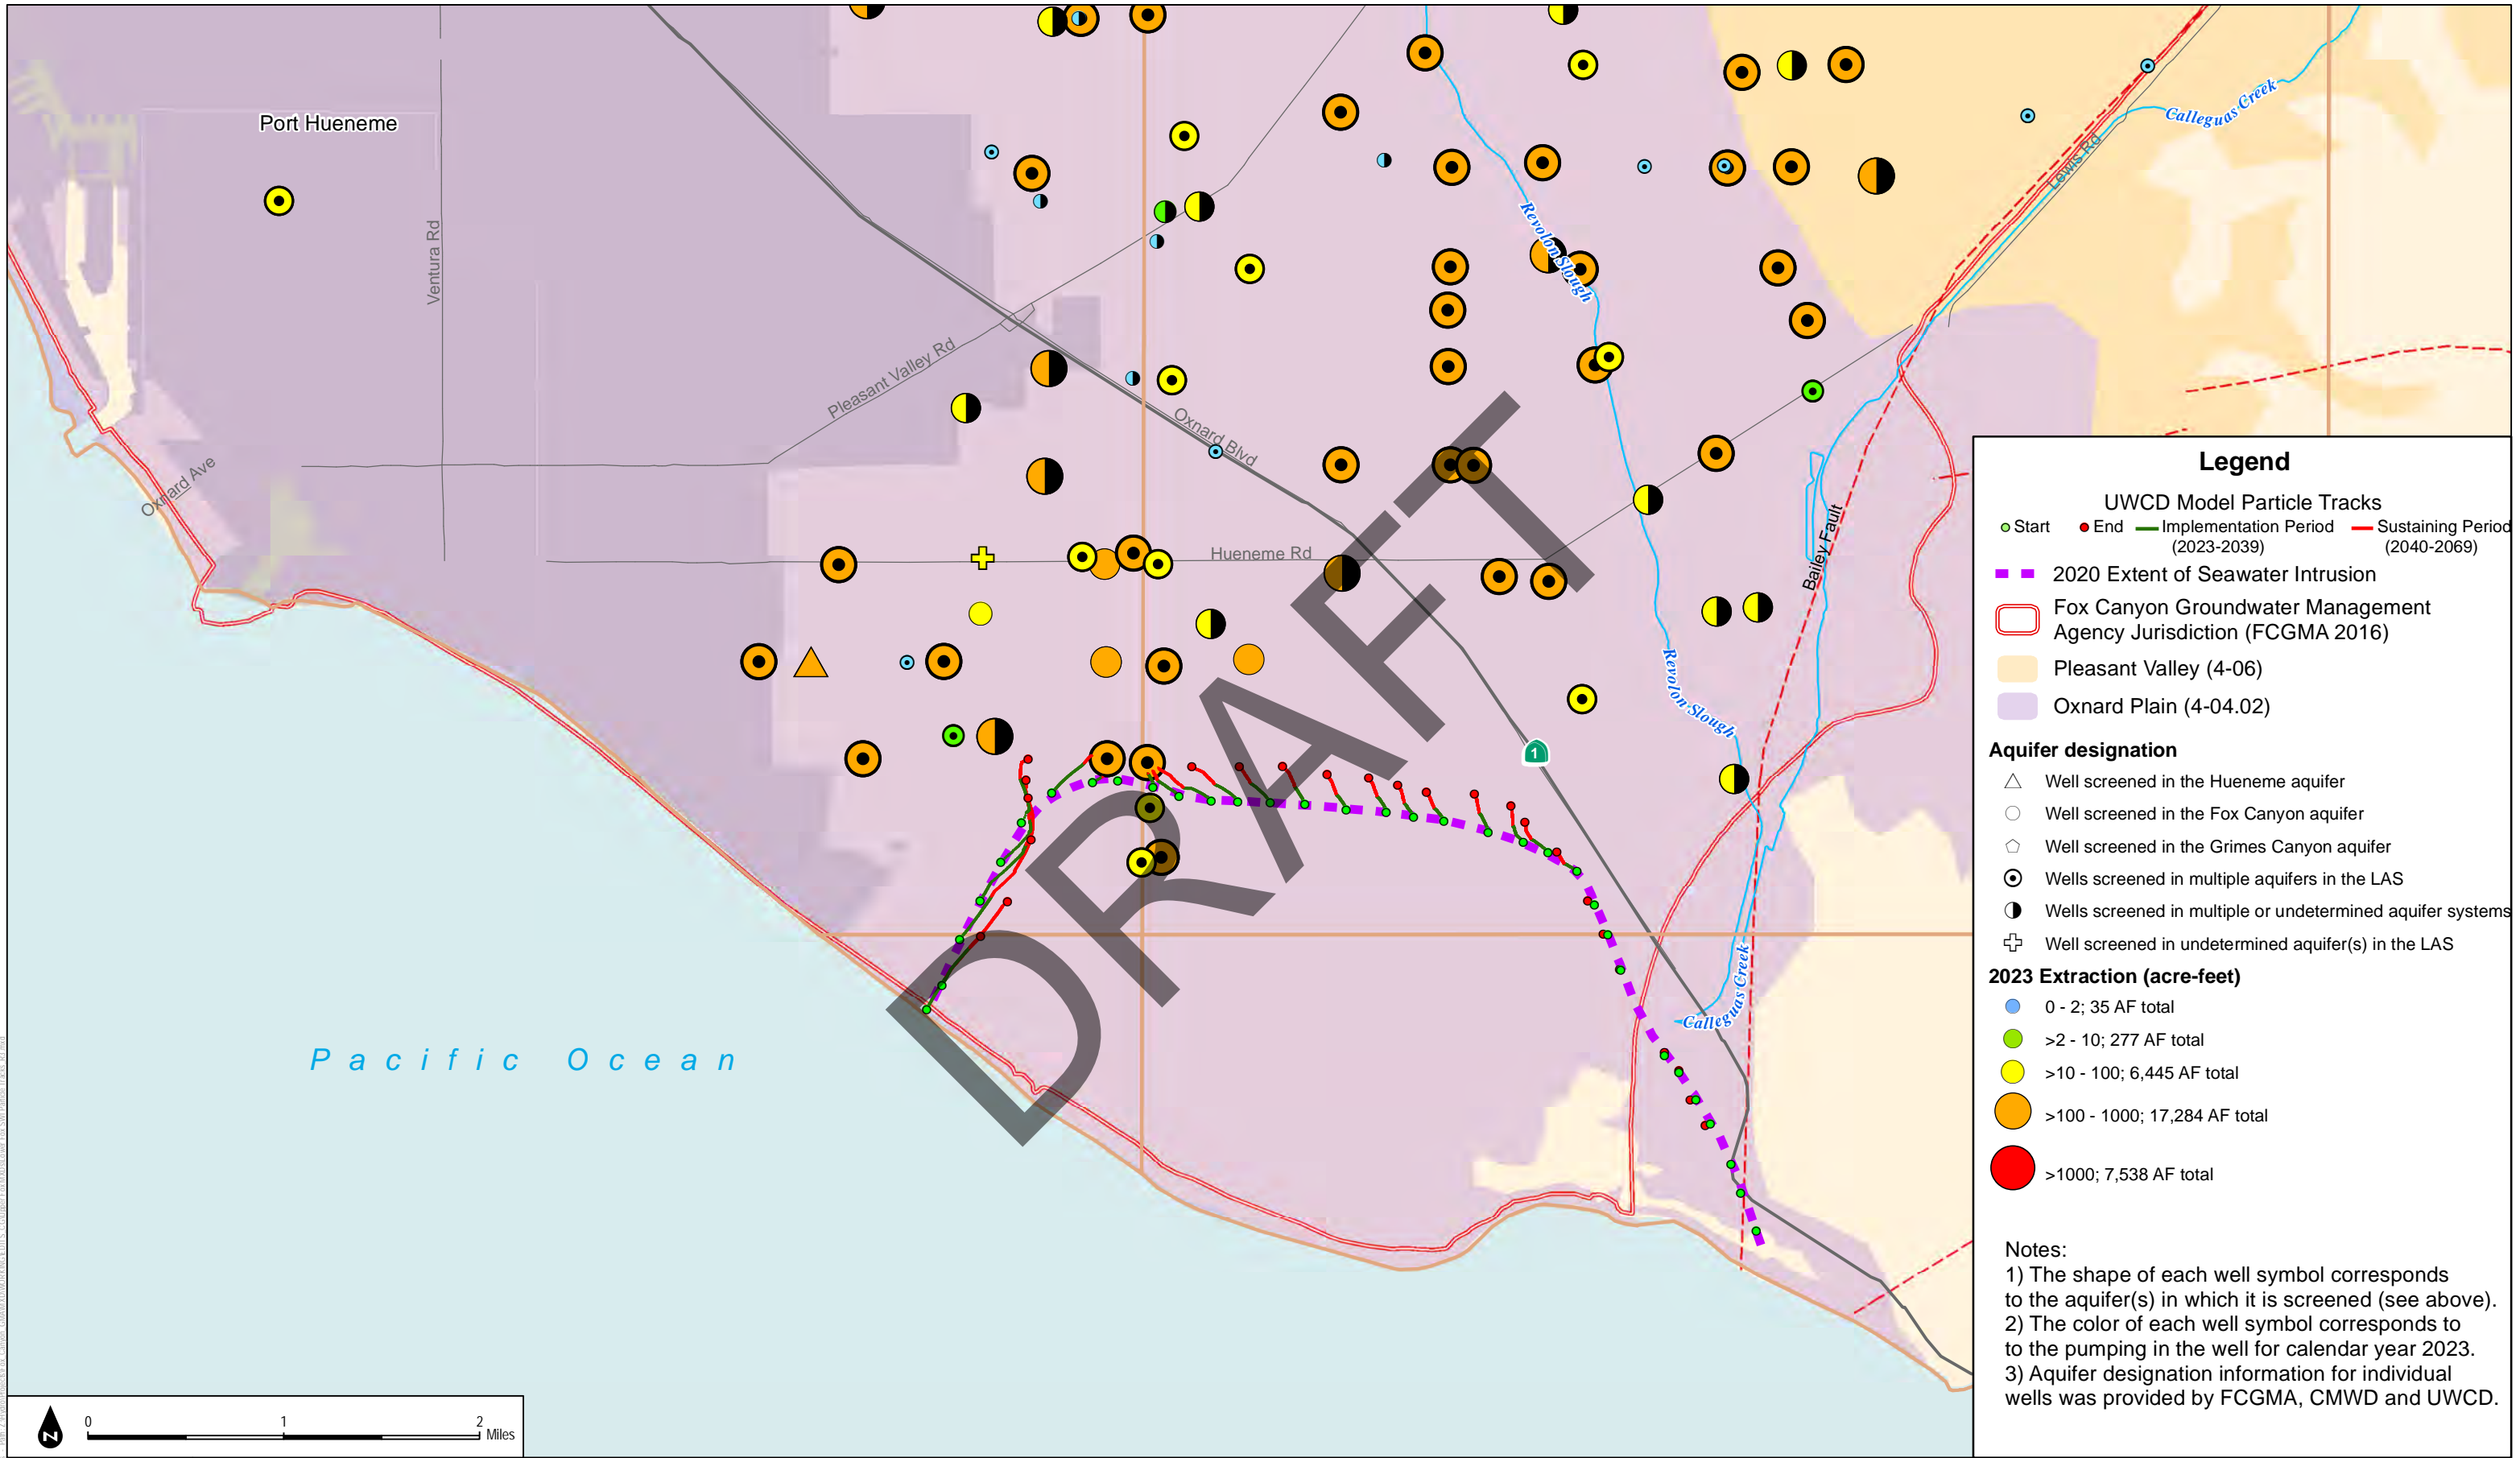 Port Hueneme
Ventura Rd
Oxnard Ave
Pleasant Valley Rd
Oxnard Blvd
Hueneme Rd
Revolon Slough
Revolon Slough
Calleguas Creek
Lewis Rd
Bailey Fault
1
Calleguas Creek
Pacific Ocean
DRAFT
N
0 1 2
Miles
Legend
UWCD Model Particle Tracks
Start End Implementation Period Sustaining Period
(2023-2039) (2040-2069)
2020 Extent of Seawater Intrusion
Fox Canyon Groundwater Management
Agency Jurisdiction (FCGMA 2016)
Pleasant Valley (4-06)
Oxnard Plain (4-04.02)
Aquifer designation
Well screened in the Hueneme aquifer
Well screened in the Fox Canyon aquifer
Well screened in the Grimes Canyon aquifer
Wells screened in multiple aquifers in the LAS
Wells screened in multiple or undetermined aquifer systems
Well screened in undetermined aquifer(s) in the LAS
2023 Extraction (acre-feet)
0 - 2; 35 AF total
>2 - 10; 277 AF total
>10 - 100; 6,445 AF total
>100 - 1000; 17,284 AF total
>1000; 7,538 AF total
Notes:
1) The shape of each well symbol corresponds
to the aquifer(s) in which it is screened (see above).
2) The color of each well symbol corresponds to
to the pumping in the well for calendar year 2023.
3) Aquifer designation information for individual
wells was provided by FCGMA, CMWD and UWCD.